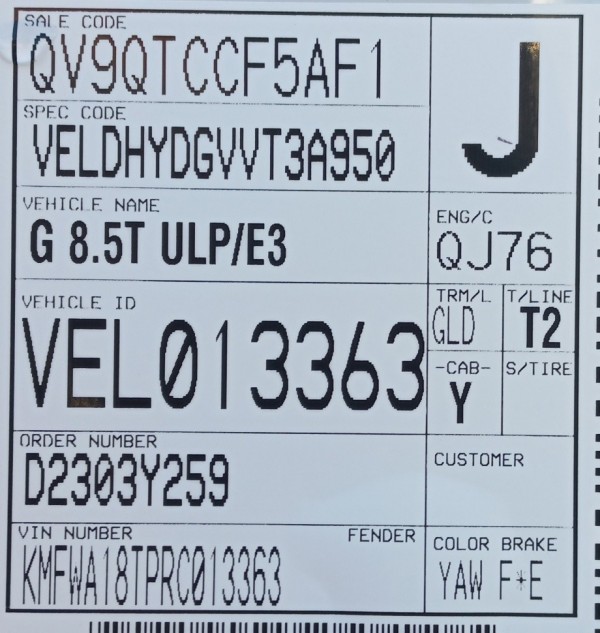 SALE CODE
QV9QTCCF5AF1
J
SPEC CODE
VELDHYDGVVT3A950
VEHICLE NAME
G 8.5T ULP/E3
ENG/C
QJ76
VEHICLE ID
VEL013363
TRM/L
GLD
T/LINE
T2
-CAB-
Y
S/TIRE
ORDER NUMBER
D2303Y259
CUSTOMER
VIN NUMBER
FENDER
KMFWA18TPRC013363
COLOR BRAKE
YAW F*E